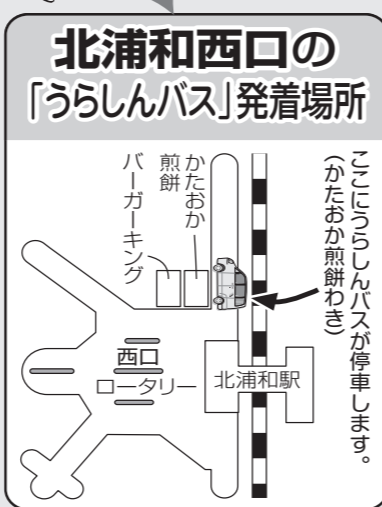 北浦和西口の
「うらしんバス」発着場所
ここにうらしんバスが停車します。
(かたおか煎餅わき)
かたおか
煎餅
バーガーキング
西口
ロータリー
北浦和駅